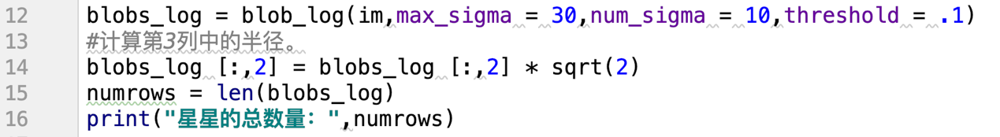 12 blobs_log = blob_log(im,max_sigma = 30,num_sigma = 10,threshold = .1)
13 #计算第3列中的半径。
14 blobs_log [:,2] = blobs_log [:,2] * sqrt(2)
15 numrows = len(blobs_log)
16 print("星星的总数量：",numrows)